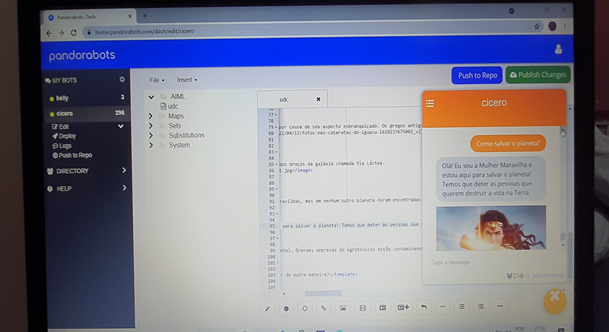 Pandorabots: Dash
home.pandorabots.com/dash/edit/cicero
pandorabots
MY BOTS
kelly 3
cicero 296
Edit
Deploy
Logs
Push to Repo
DIRECTORY
HELP
File
Insert
Push to Repo
Publish Changes
AIML
udc
Maps
Sets
Substitutions
System
udc
77
78
79
80
81
82
83
84
85
86
87
88
89
90
91
92
93
94
95
96
97
98
99
100
101
102
103
104
105
por causa do seu aspecto esbranquiçado. Os gregos antig
21/04/12/fotos-nas-cataratas-do-iguacu-1618237675002_v2
dos braços da galáxia chamada Via Láctea.
t.jpg</image>
ravilhas, mas em nenhum outro planeta foram encontradas
para salvar o planeta! Temos que deter as pessoas que
ntal. Grandes empresas de agrotóxicos estão contaminando
r de outra maneira?</template>
cicero
Como salvar o planeta?
Olá! Eu sou a Mulher Maravilha e
estou aqui para salvar o planeta!
Temos que deter as pessoas que
querem destruir a vida na Terra.
Type a message
by pandorabots
POR